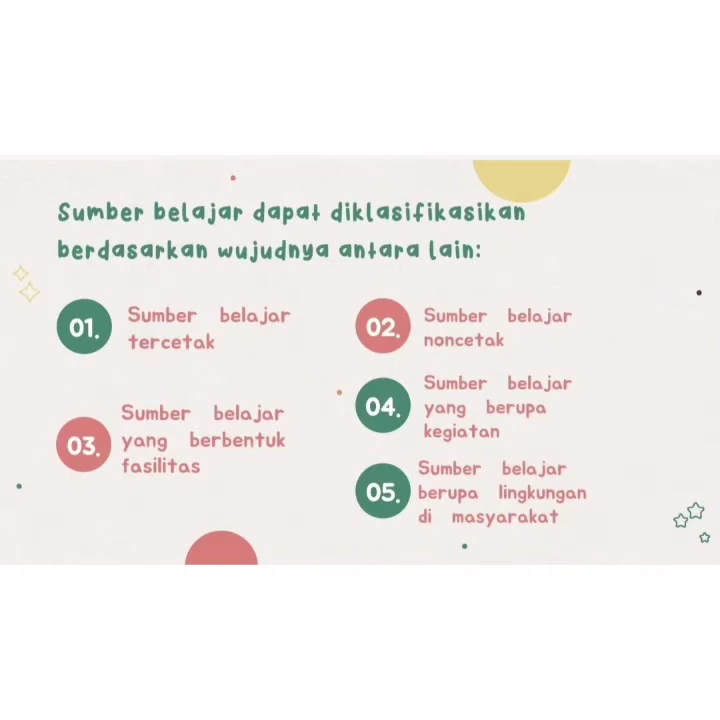 Sumber belajar dapat diklasifikasikan
berdasarkan wujudnya antara lain:
01.
Sumber belajar
tercetak
02.
Sumber belajar
noncetak
03.
Sumber belajar
yang berbentuk
fasilitas
04.
Sumber belajar
yang berupa
kegiatan
05.
Sumber belajar
berupa lingkungan
di masyarakat